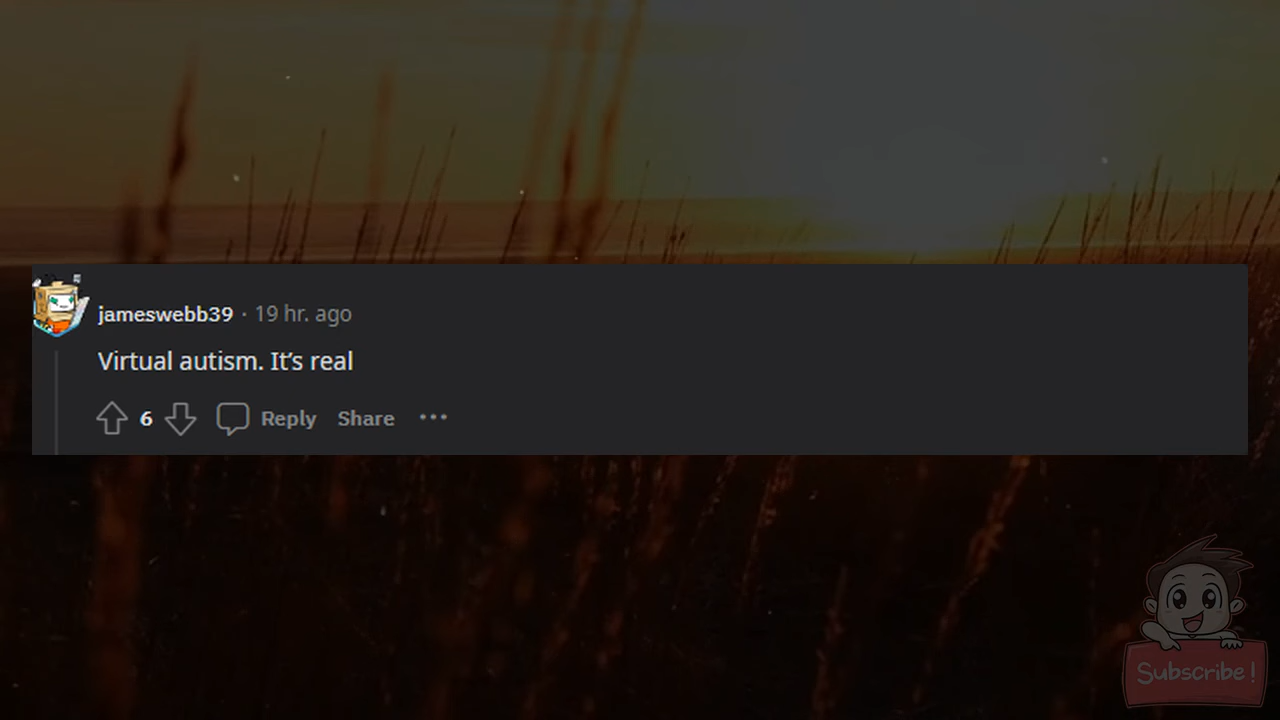 jameswebb39 · 19 hr. ago
Virtual autism. It’s real
6 Reply Share ···
Subscribe!